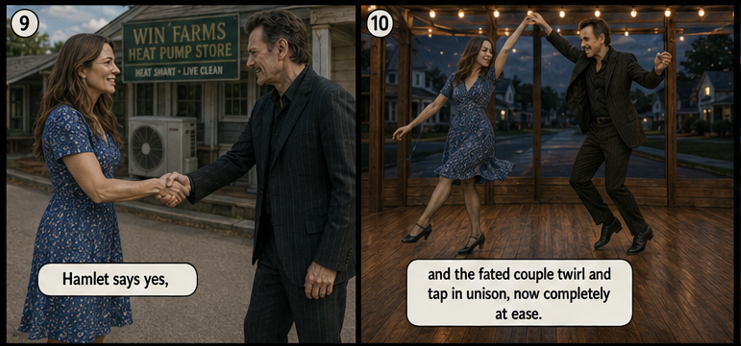 9
WIN FARMS
HEAT PUMP STORE
HEAT SMART • LIVE CLEAN
Hamlet says yes,
10
and the fated couple twirl and
tap in unison, now completely
at ease.